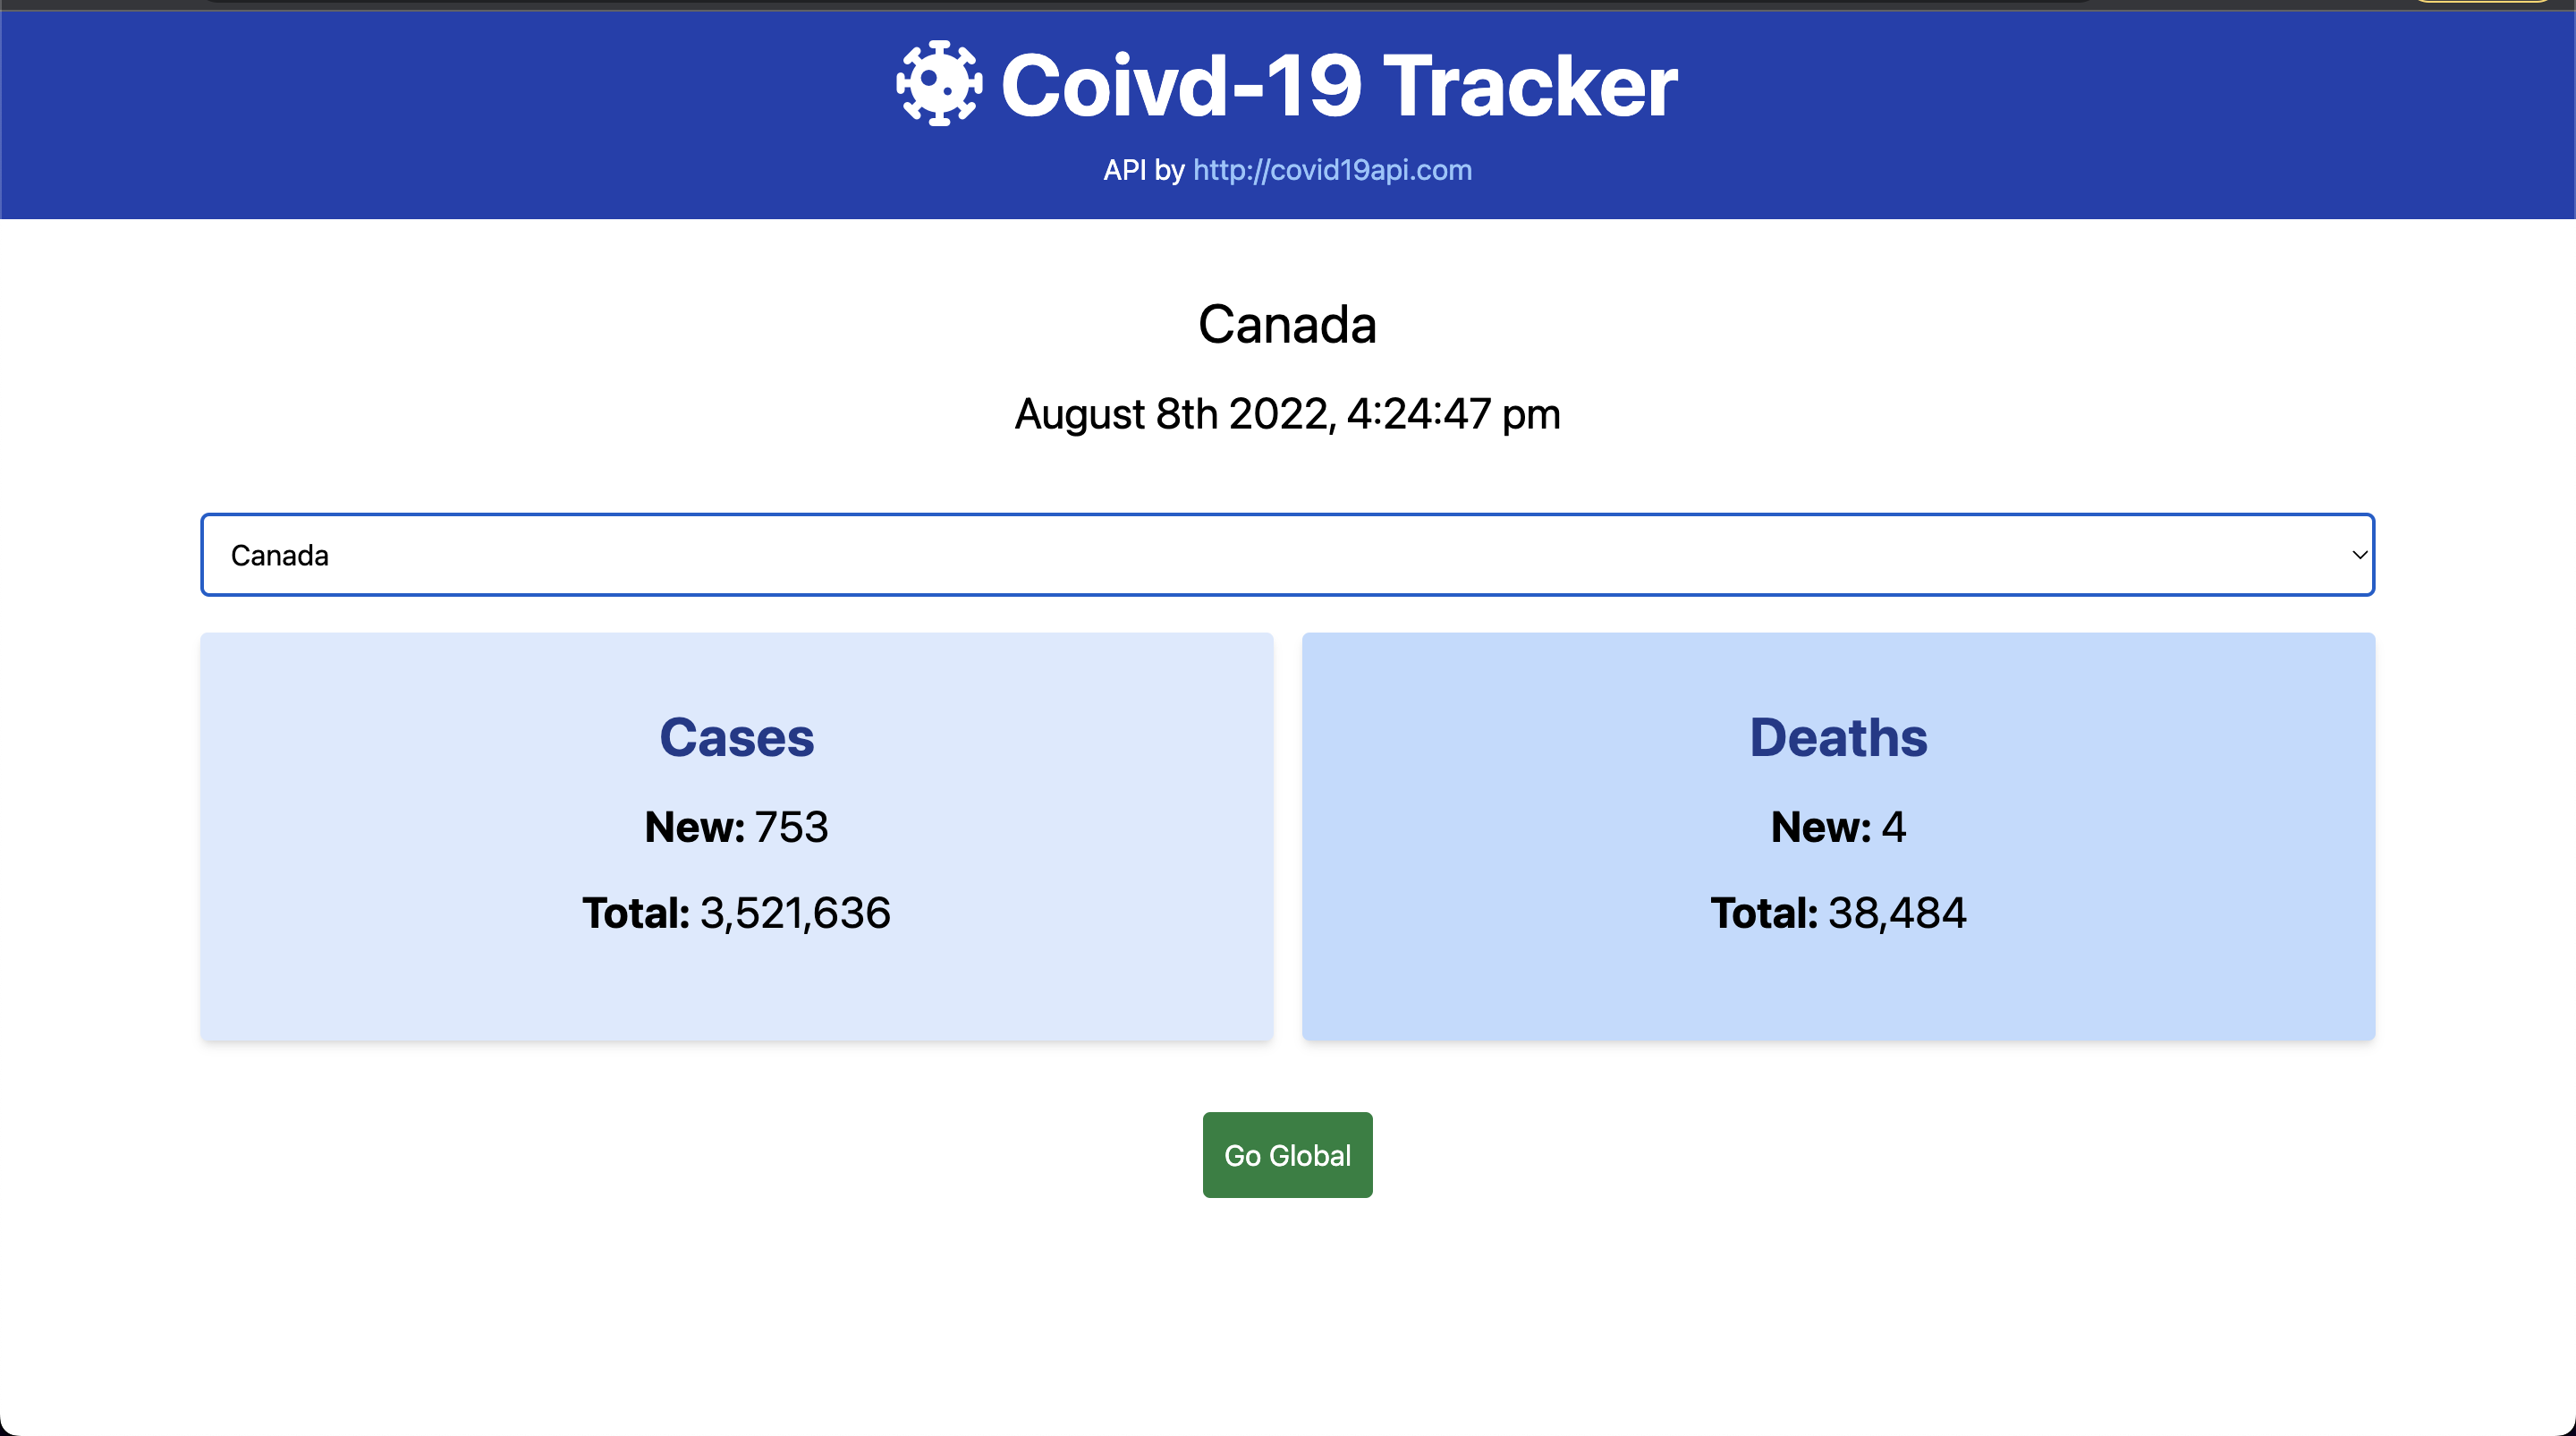 Coivd-19 Tracker
API by http://covid19api.com
Canada
August 8th 2022, 4:24:47 pm
Canada
Cases
New: 753
Total: 3,521,636
Deaths
New: 4
Total: 38,484
Go Global